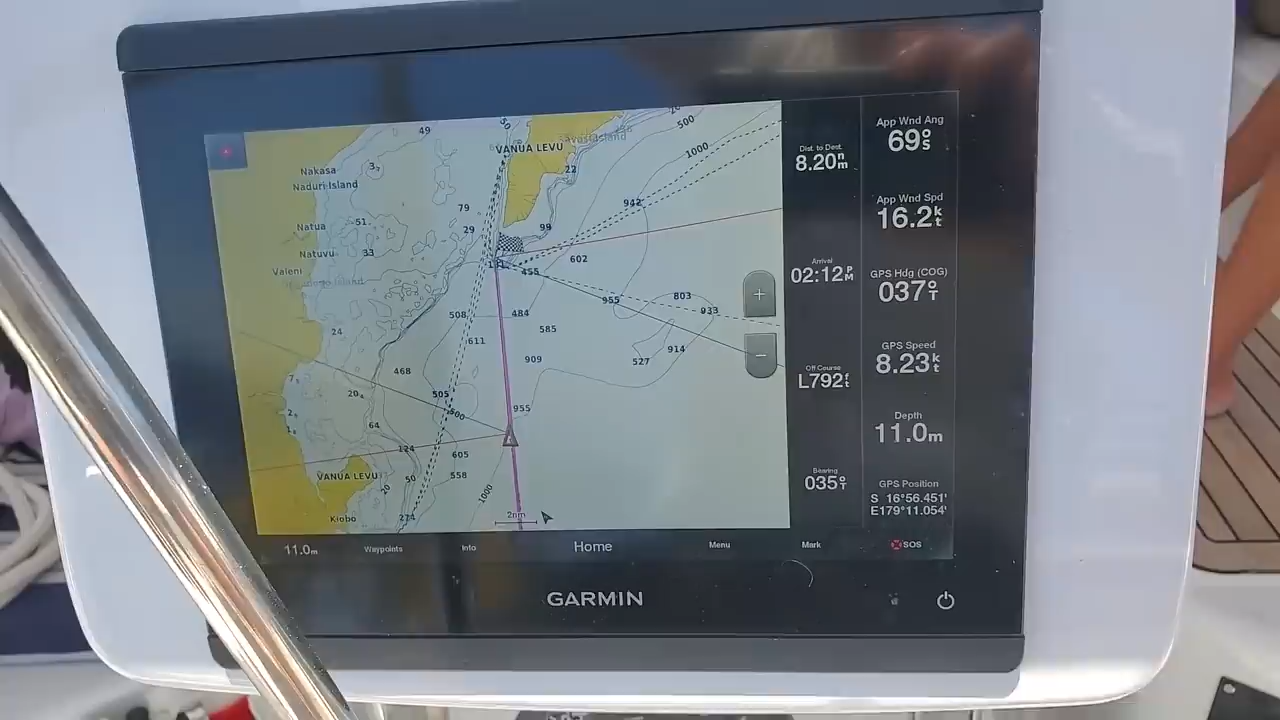 49
500
VANUA LEVU
1000
22
3₇
Nakasa
Naduri Island
942
79
Natua
51
29
99
Natuvu
33
602
Valeni
455
955
803
933
24
508
484
585
611
914
527
909
468
7₅
20₄
505
500
955
64
124
605
VANUA LEVU
50
558
20
1000
Kiobo
274
2nm
Dist. to Dest.
8.20nm
Arrival
02:12PM
Off Course
L792ft
Bearing
035°T
App Wnd Ang
69°S
App Wnd Spd
16.2kt
GPS Hdg (COG)
037°T
GPS Speed
8.23kt
Depth
11.0m
GPS Position
S 16°56.451'
E179°11.054'
11.0m
Waypoints
Info
Home
Menu
Mark
SOS
GARMIN